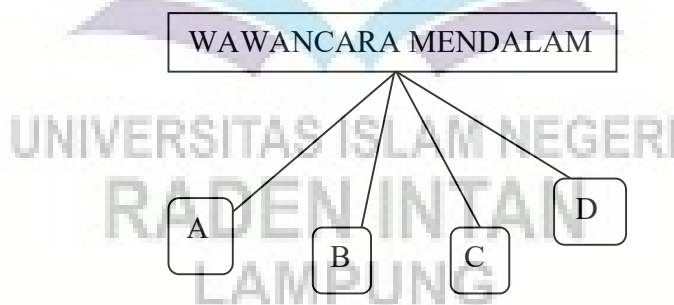 WAWANCARA MENDALAM
UNIVERSITAS ISLAM NEGERI
RADEN INTAN
LAMPUNG
A
B
C
D